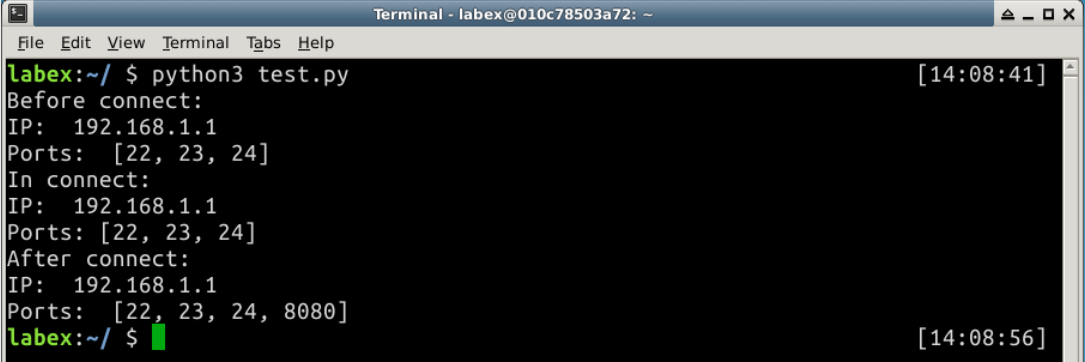 Terminal - labex@010c78503a72: ~
File Edit View Terminal Tabs Help
labex:~/ $ python3 test.py [14:08:41]
Before connect:
IP:  192.168.1.1
Ports:  [22, 23, 24]
In connect:
IP:  192.168.1.1
Ports: [22, 23, 24]
After connect:
IP:  192.168.1.1
Ports:  [22, 23, 24, 8080]
labex:~/ $ [14:08:56]